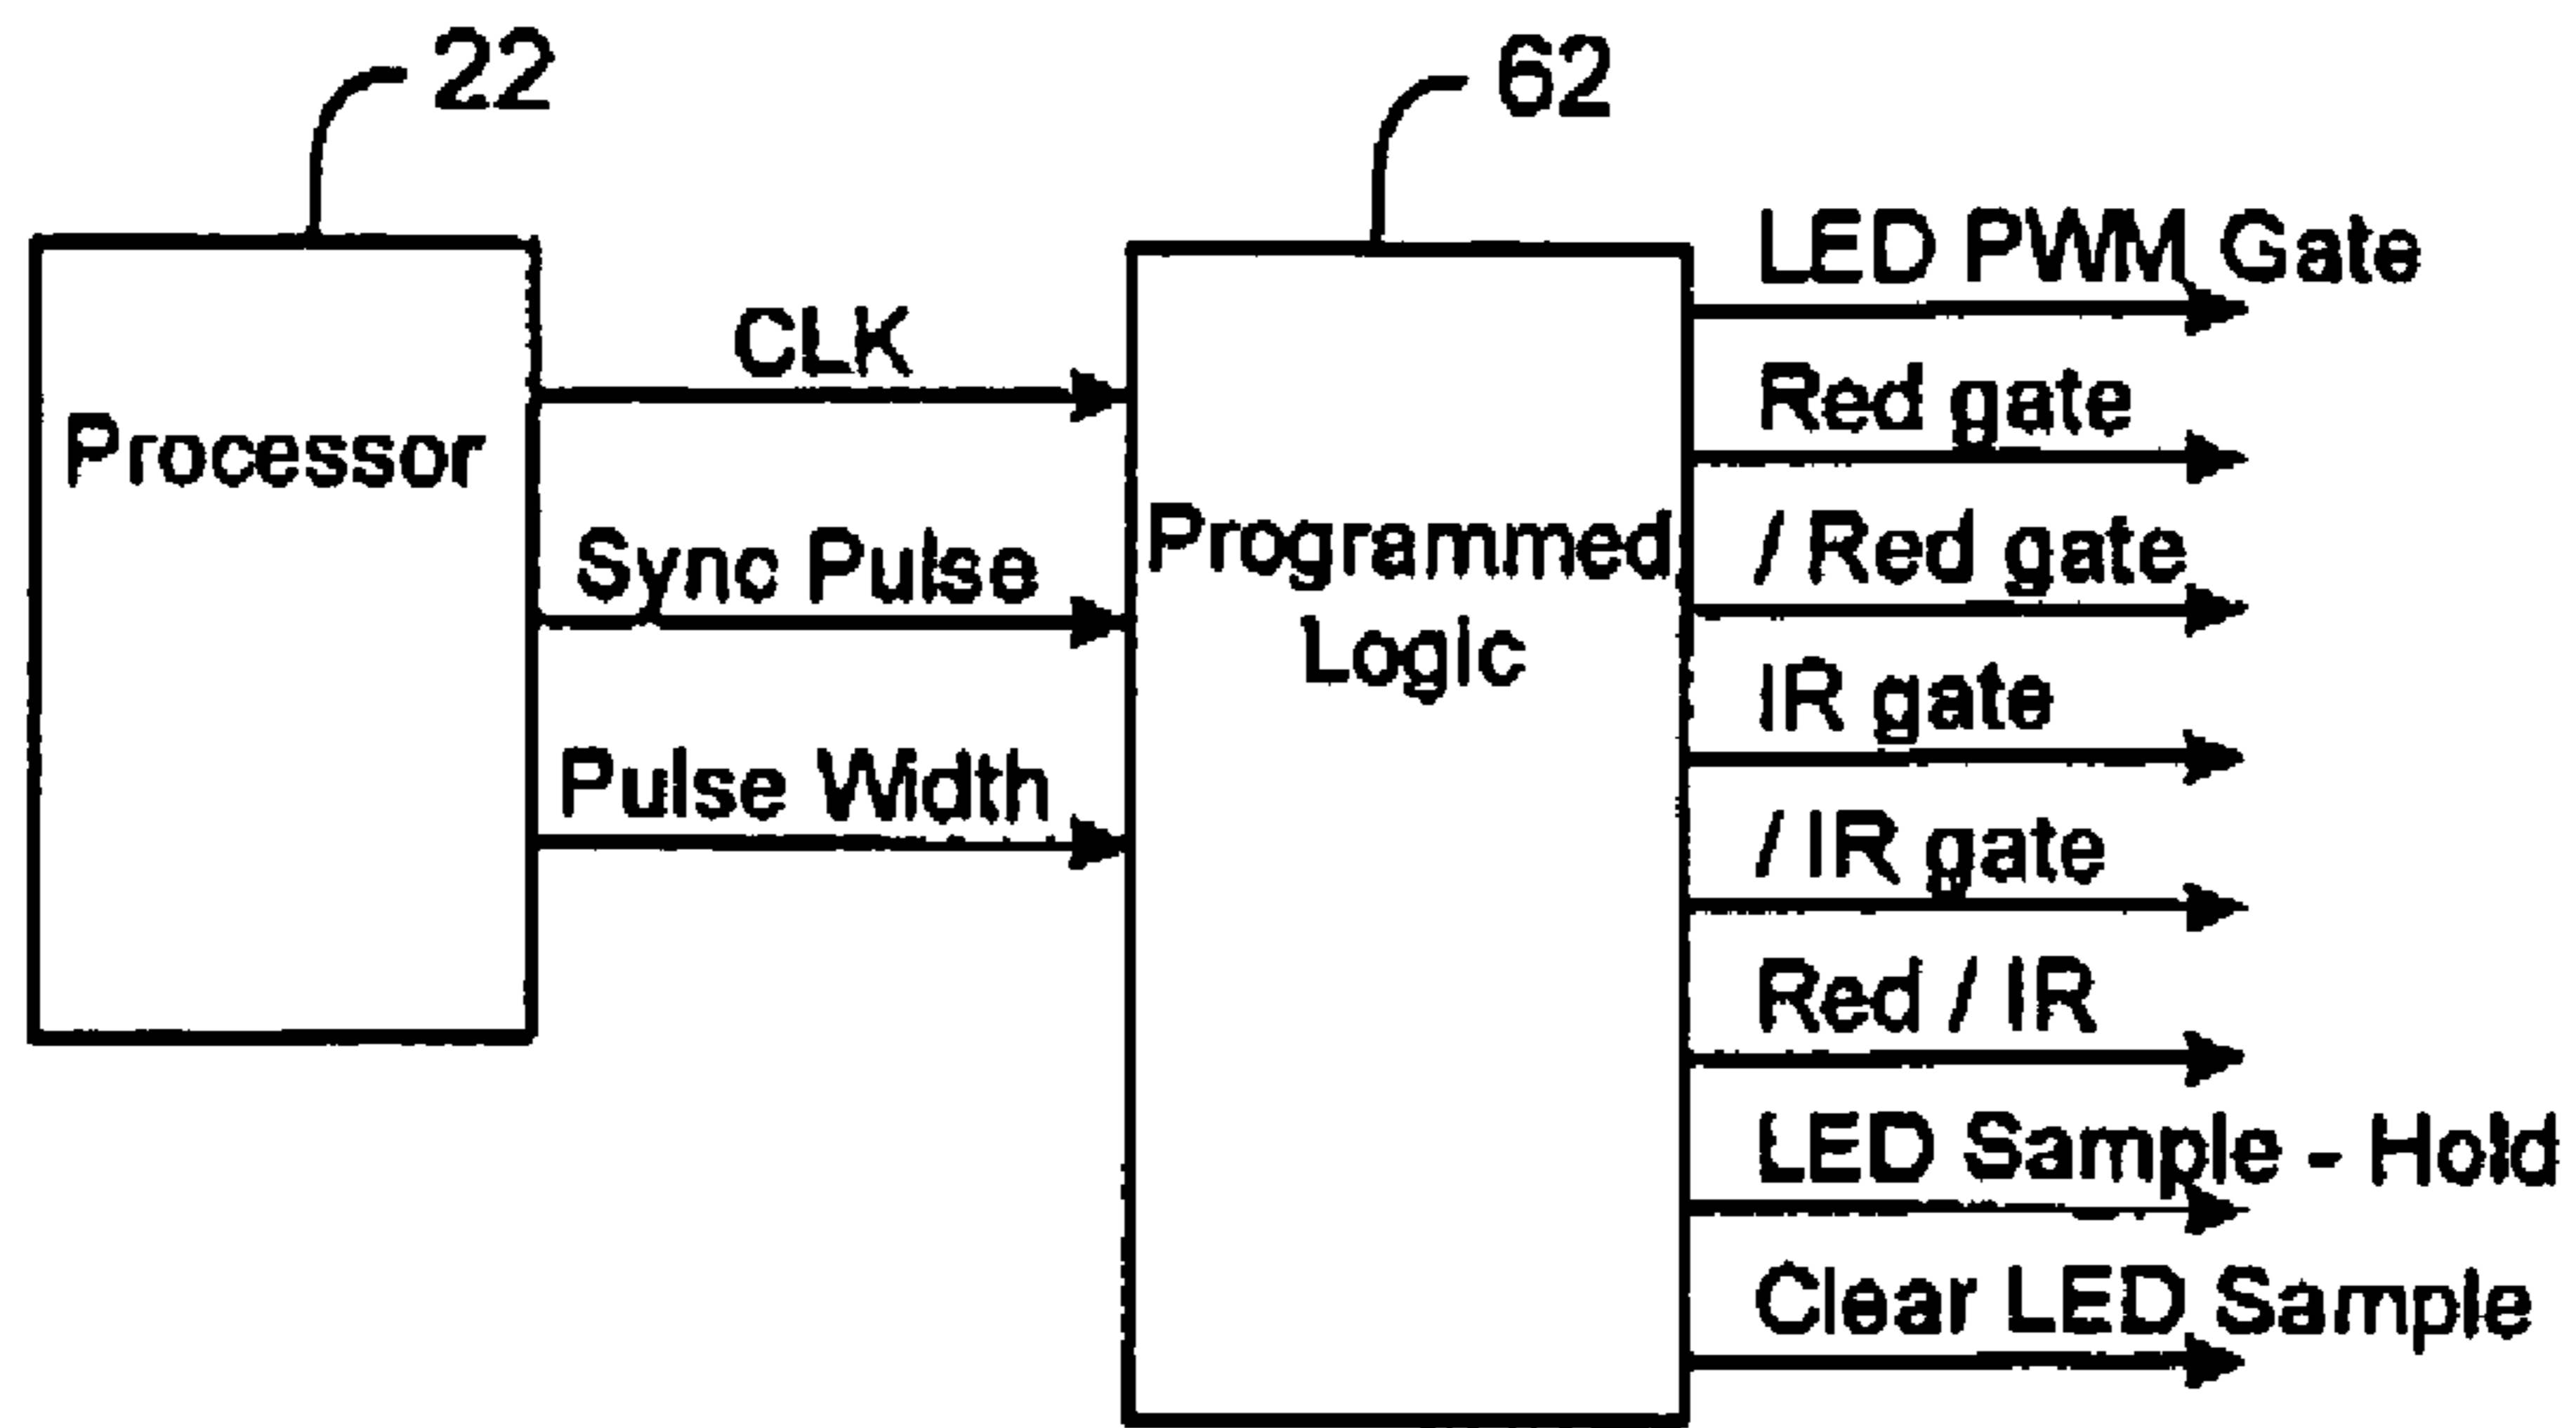 22
62
Processor
CLK
Sync Pulse
Pulse Width
Programmed
Logic
LED PWM Gate
Red gate
/ Red gate
IR gate
/ IR gate
Red / IR
LED Sample - Hold
Clear LED Sample